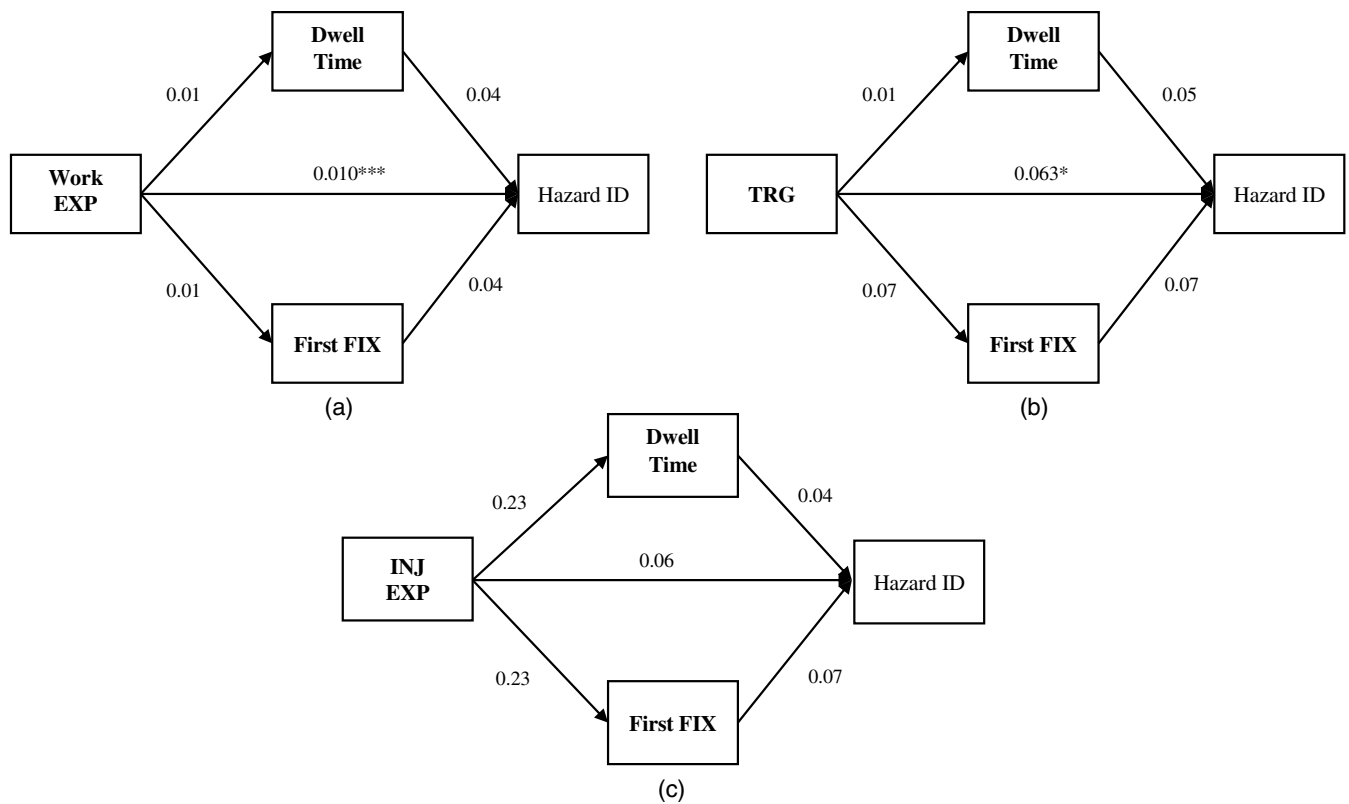 Dwell
Time
0.01
0.04
Work
EXP
0.010***
Hazard ID
0.01
0.04
First FIX
(a)
Dwell
Time
0.01
0.05
TRG
0.063*
Hazard ID
0.07
0.07
First FIX
(b)
Dwell
Time
0.23
0.04
INJ
EXP
0.06
Hazard ID
0.23
0.07
First FIX
(c)